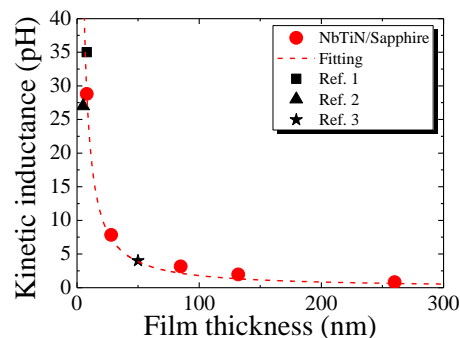 Kinetic inductance (pH)
40
35
30
25
20
15
10
5
0
NbTiN/Sapphire
Fitting
Ref. 1
Ref. 2
Ref. 3
0 100 200 300
Film thickness (nm)